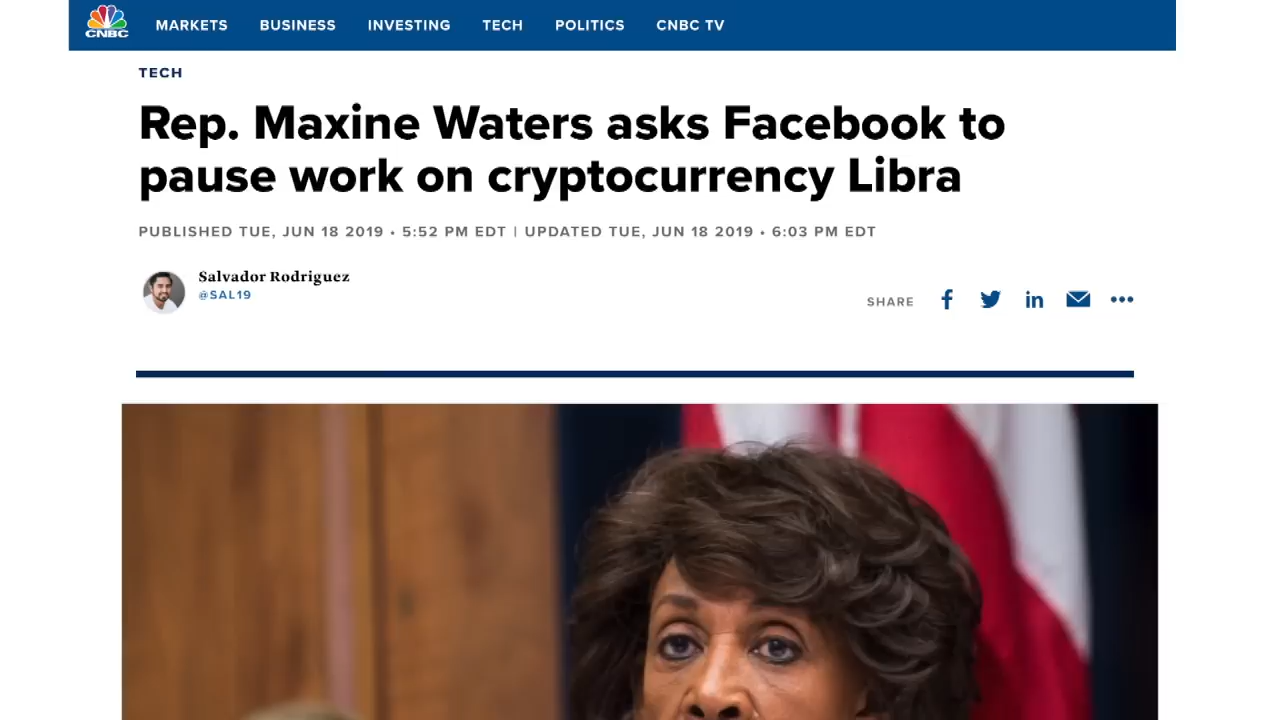 CNBC
MARKETS BUSINESS INVESTING TECH POLITICS CNBC TV
TECH
Rep. Maxine Waters asks Facebook to
pause work on cryptocurrency Libra
PUBLISHED TUE, JUN 18 2019 • 5:52 PM EDT | UPDATED TUE, JUN 18 2019 • 6:03 PM EDT
Salvador Rodriguez
@SAL19
SHARE f in